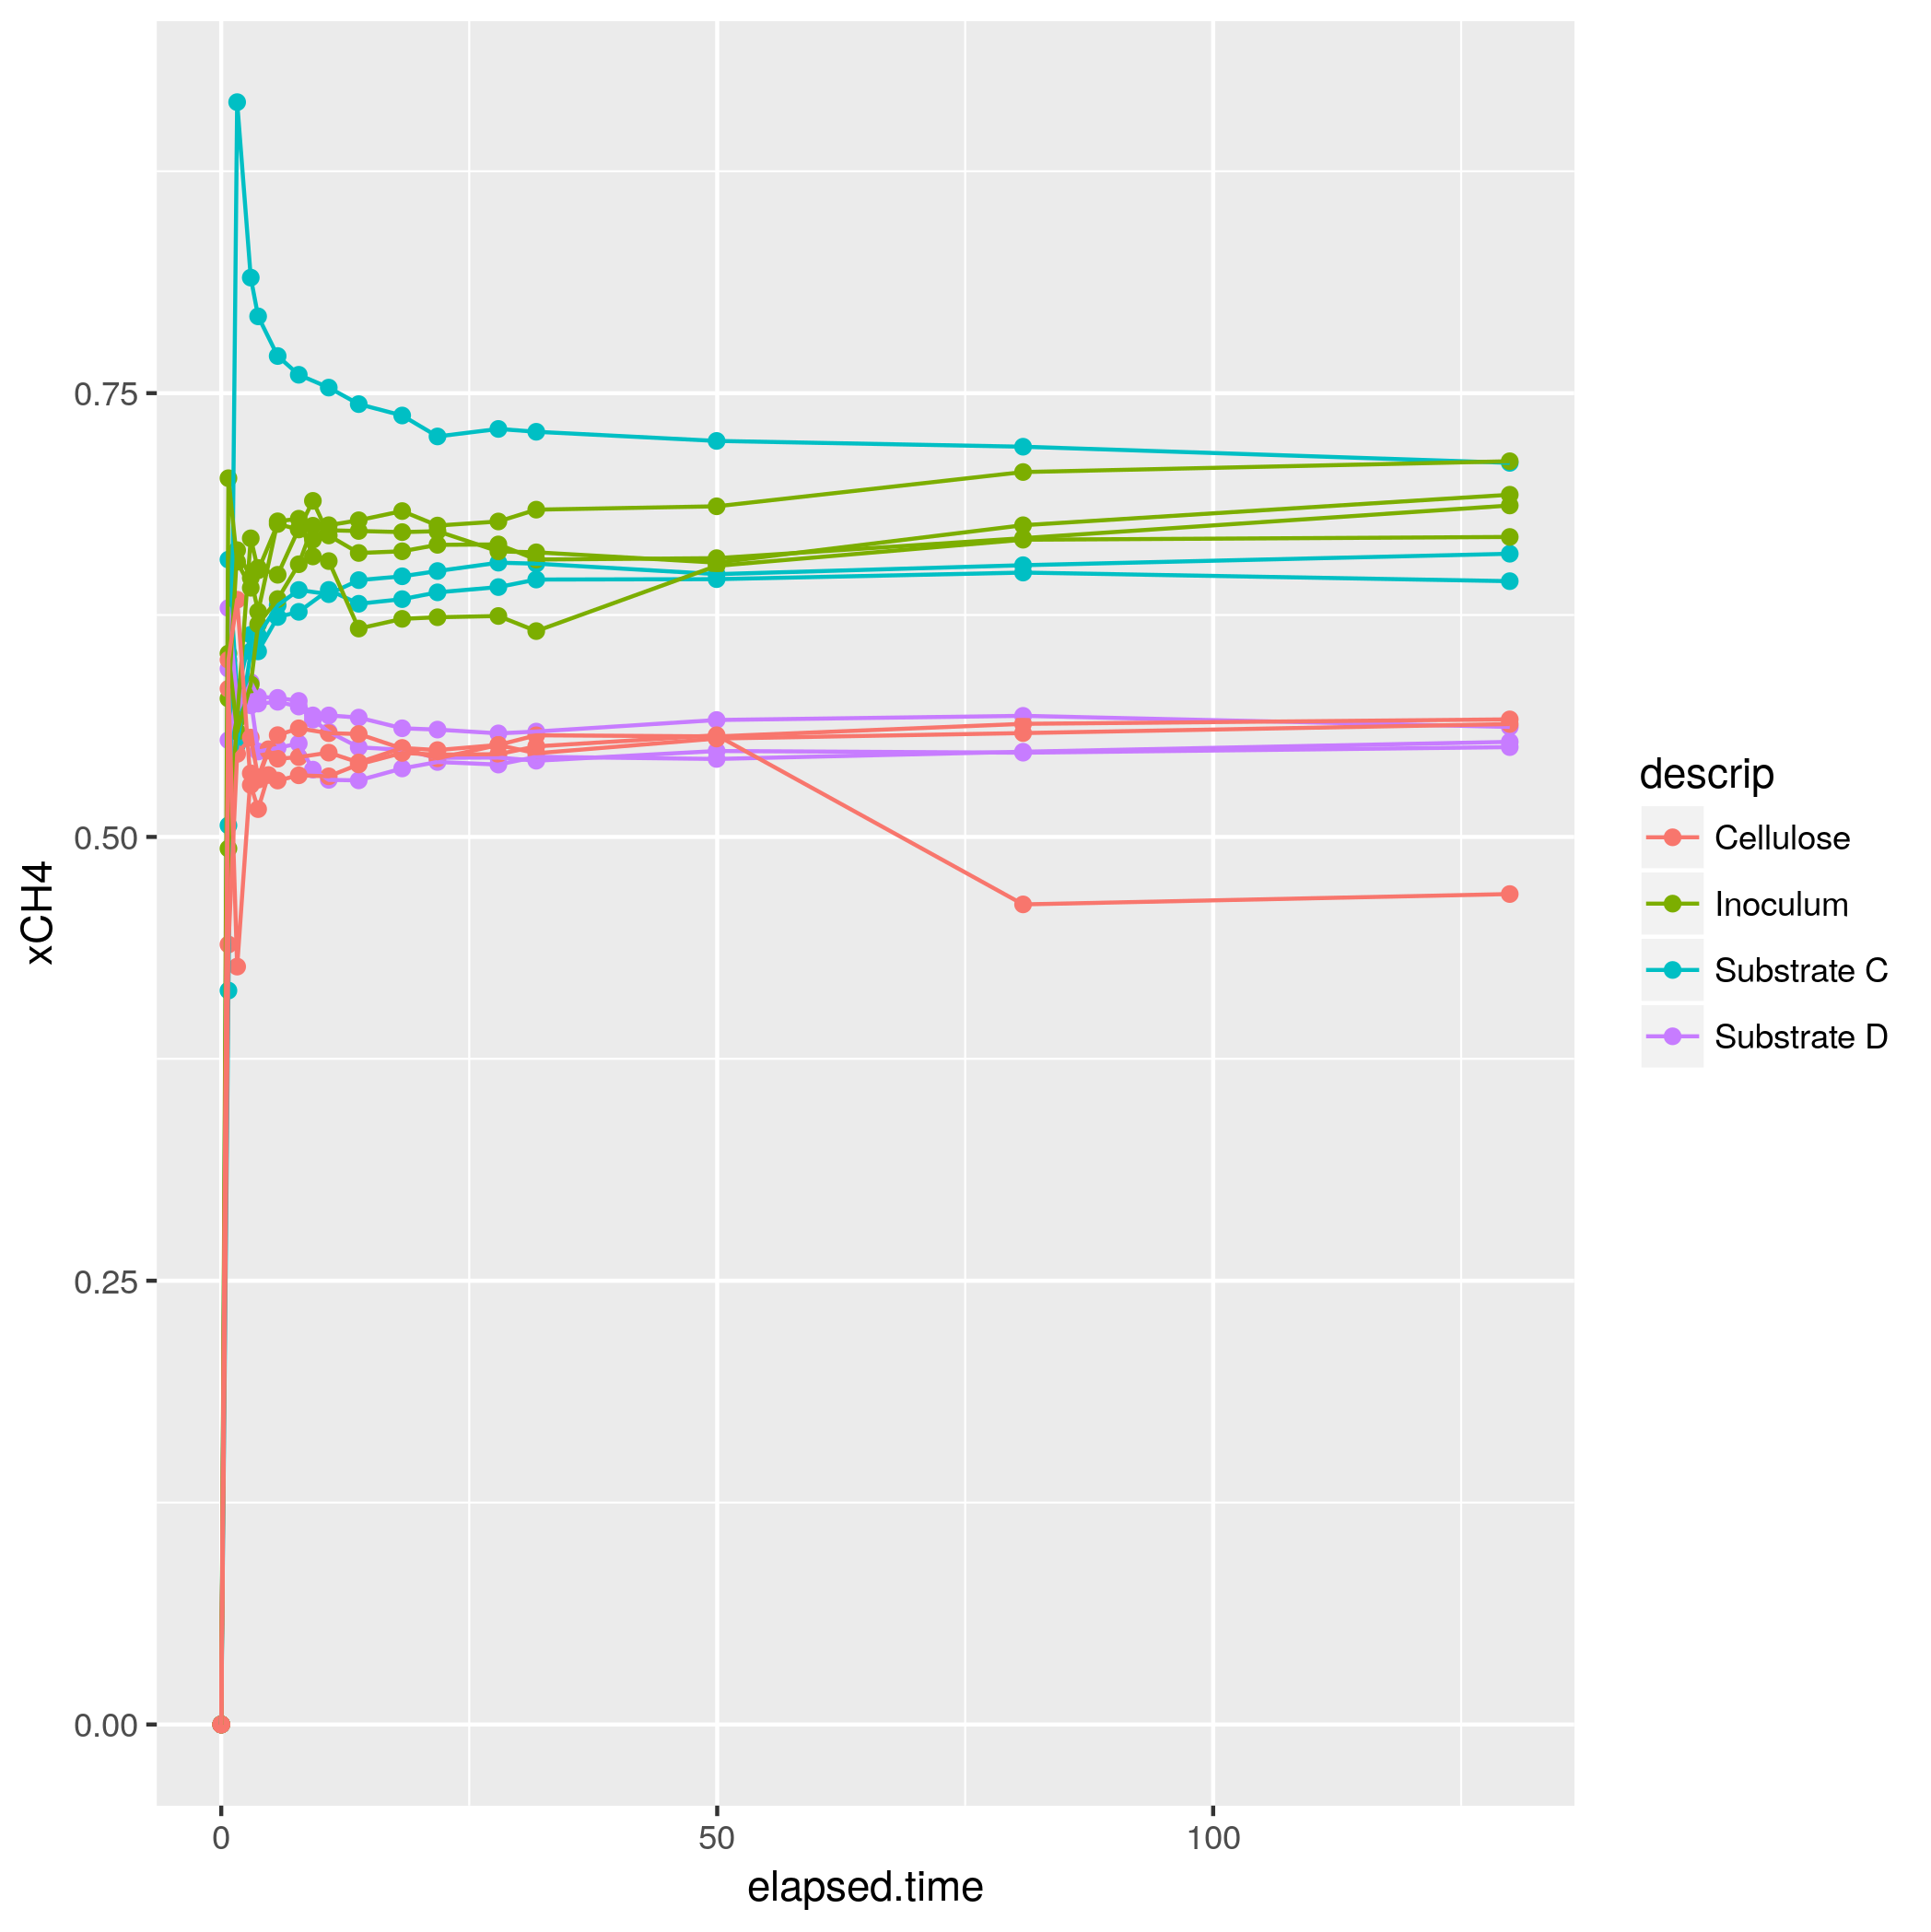 xCH4
0.75
0.50
0.25
0.00
0
50
100
elapsed.time
descrip
Cellulose
Inoculum
Substrate C
Substrate D